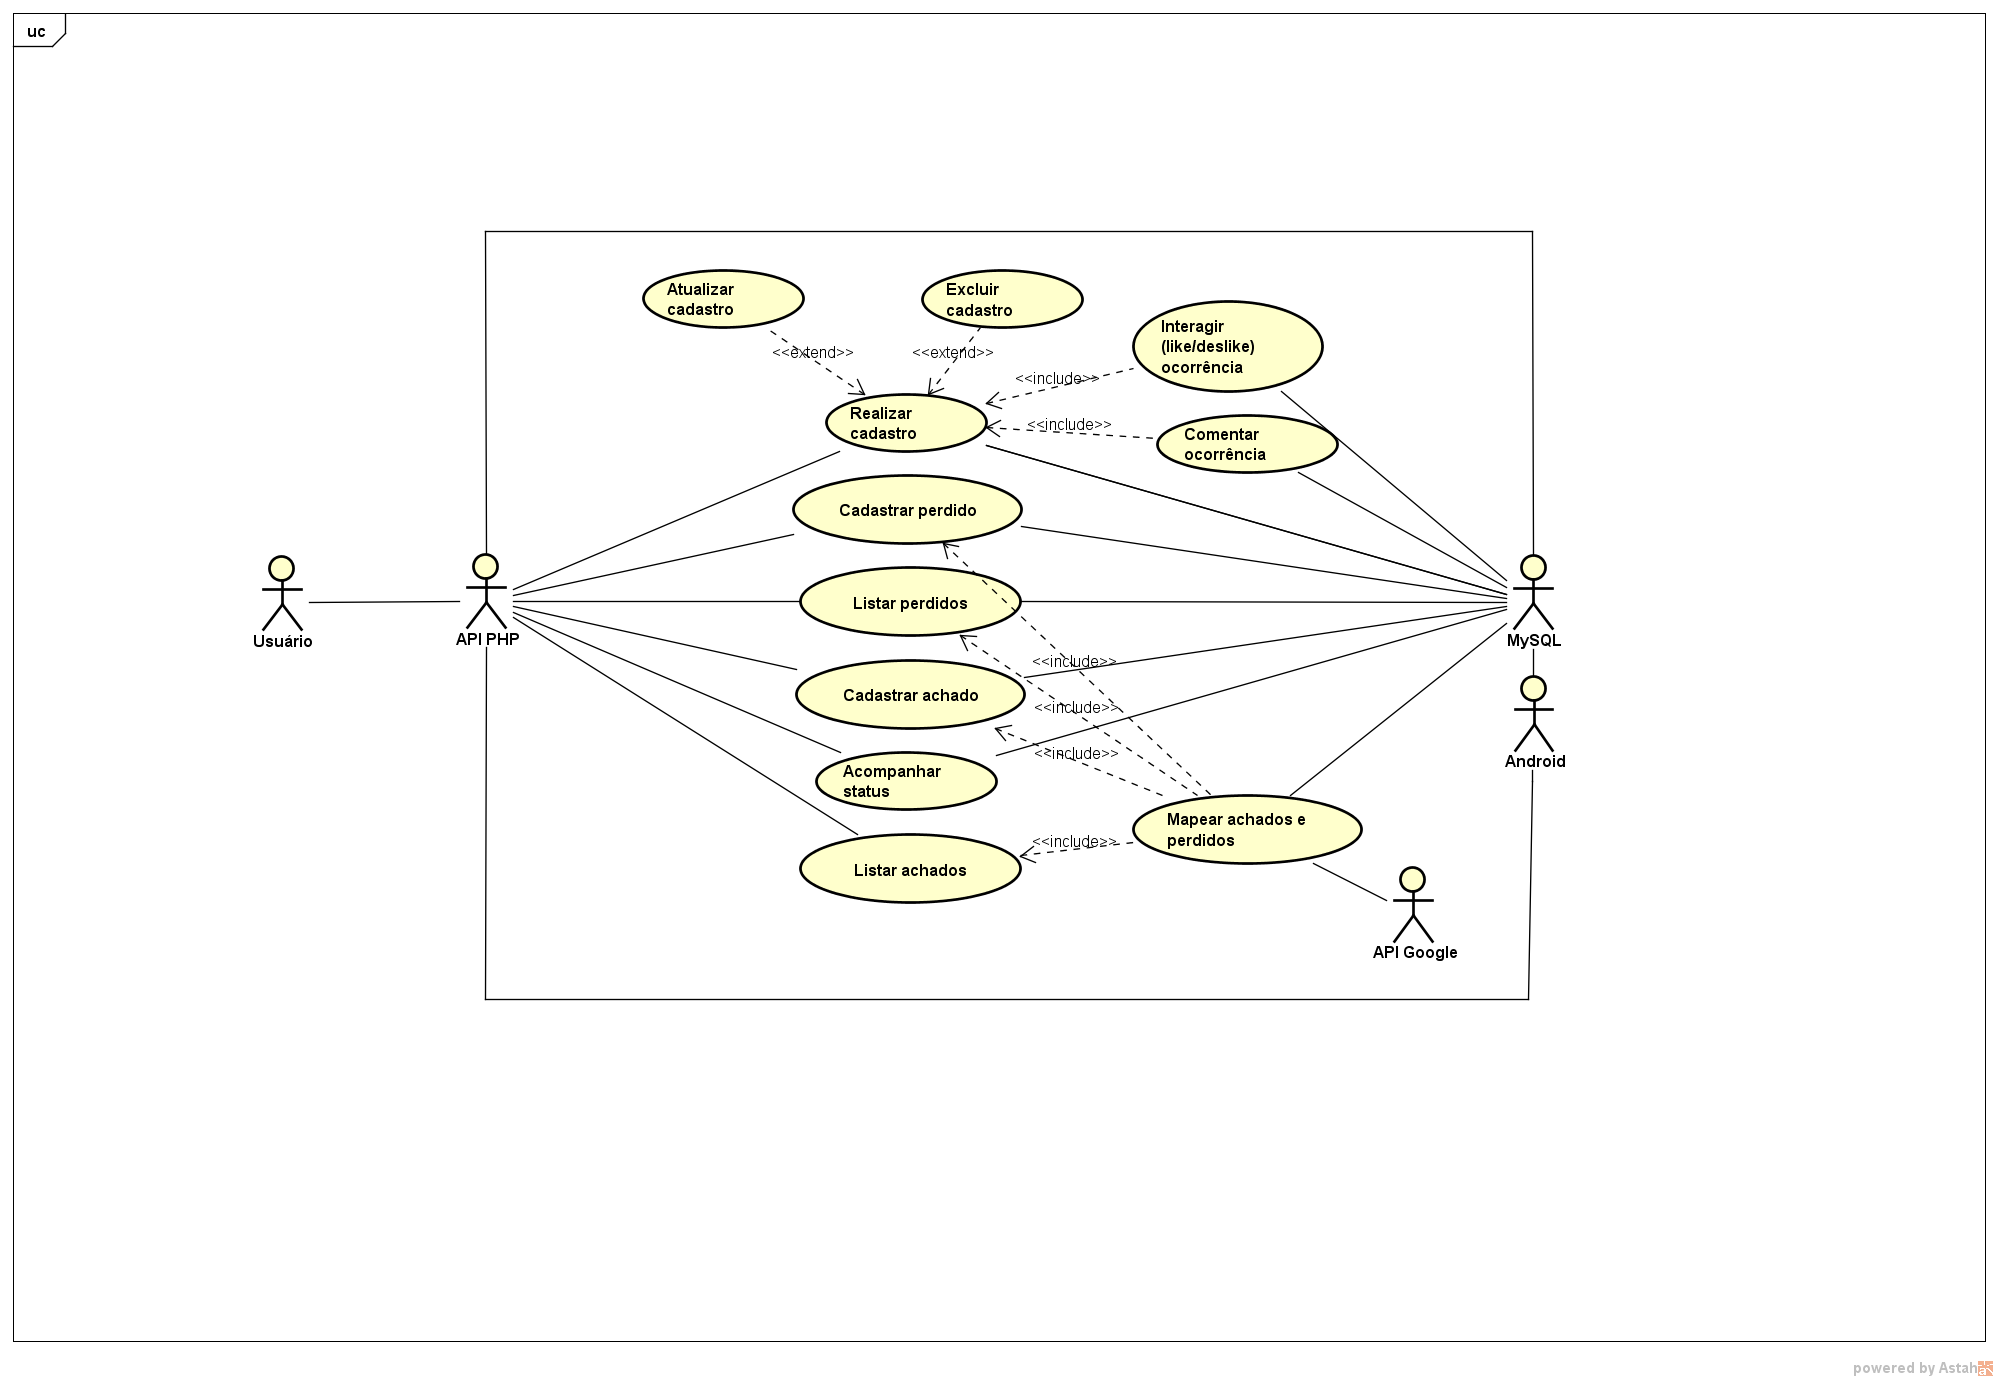 uc
Atualizar
cadastro
Excluir
cadastro
Interagir
(like/deslike)
ocorrência
<<extend>>
<<extend>>
<<include>>
Realizar
cadastro
<<include>>
Comentar
ocorrência
Cadastrar perdido
Listar perdidos
Usuário
API PHP
MySQL
<<include>>
Cadastrar achado
<<include>>
<<include>>
Android
Acompanhar
status
Mapear achados e
perdidos
<<include>>
Listar achados
API Google
powered by Astah